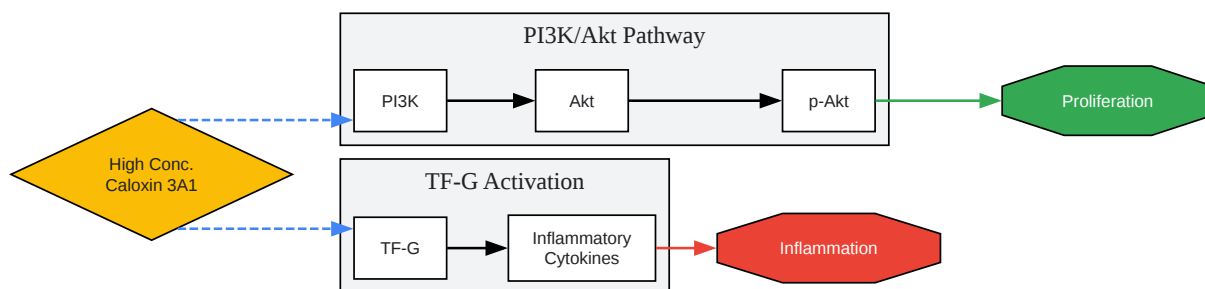 PI3K/Akt Pathway
PI3K
Akt
p-Akt
Proliferation
High Conc.
Caloxin 3A1
TF-G Activation
TF-G
Inflammatory
Cytokines
Inflammation